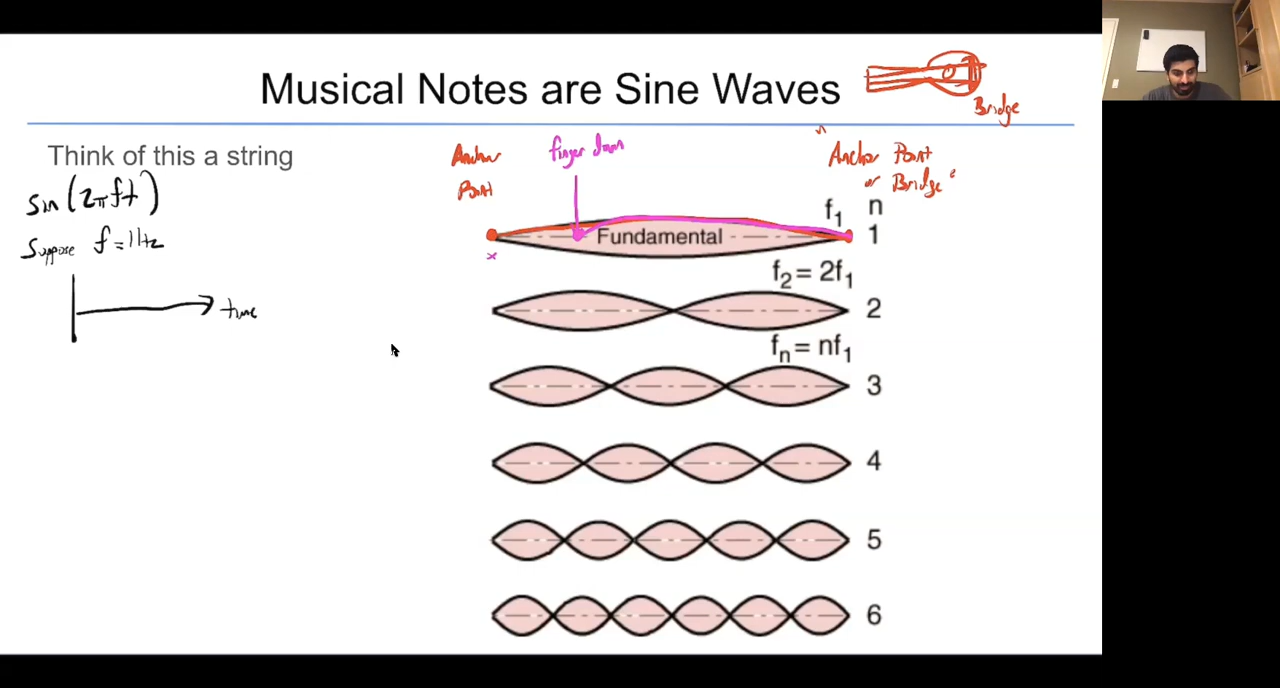 Musical Notes are Sine Waves
Bridge
Think of this a string
sin(2πft)
Suppose f=1Hz
time
Anchor
Point
finger down
Anchor Point
or Bridge
f₁ n
Fundamental 1
f₂= 2f₁
2
fₙ= nf₁
3
4
5
6